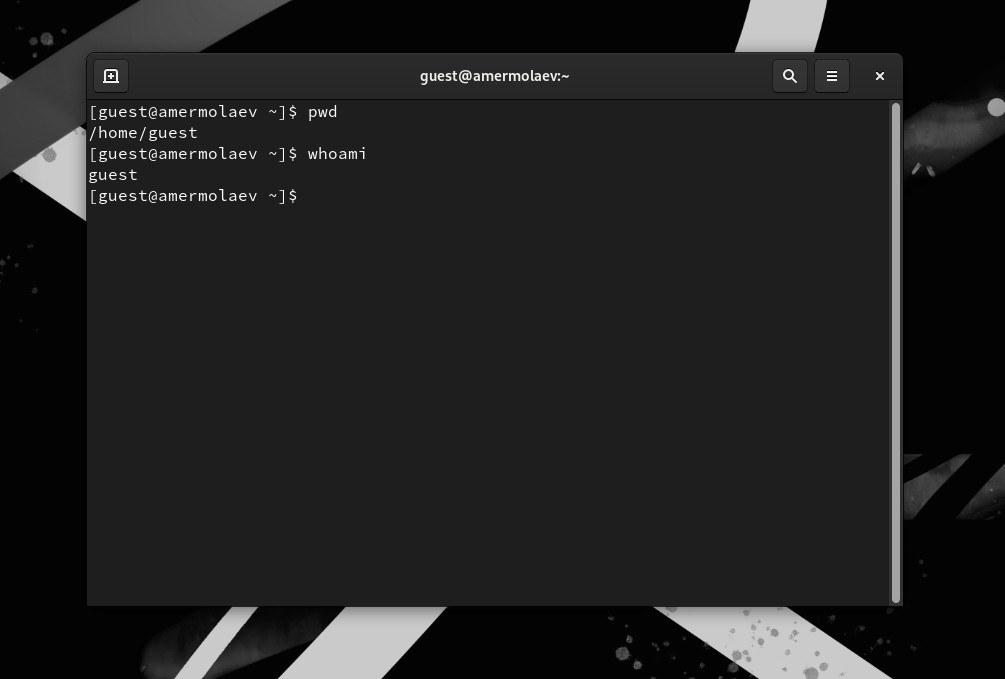 guest@amermolaev:~
[guest@amermolaev ~]$ pwd
/home/guest
[guest@amermolaev ~]$ whoami
guest
[guest@amermolaev ~]$